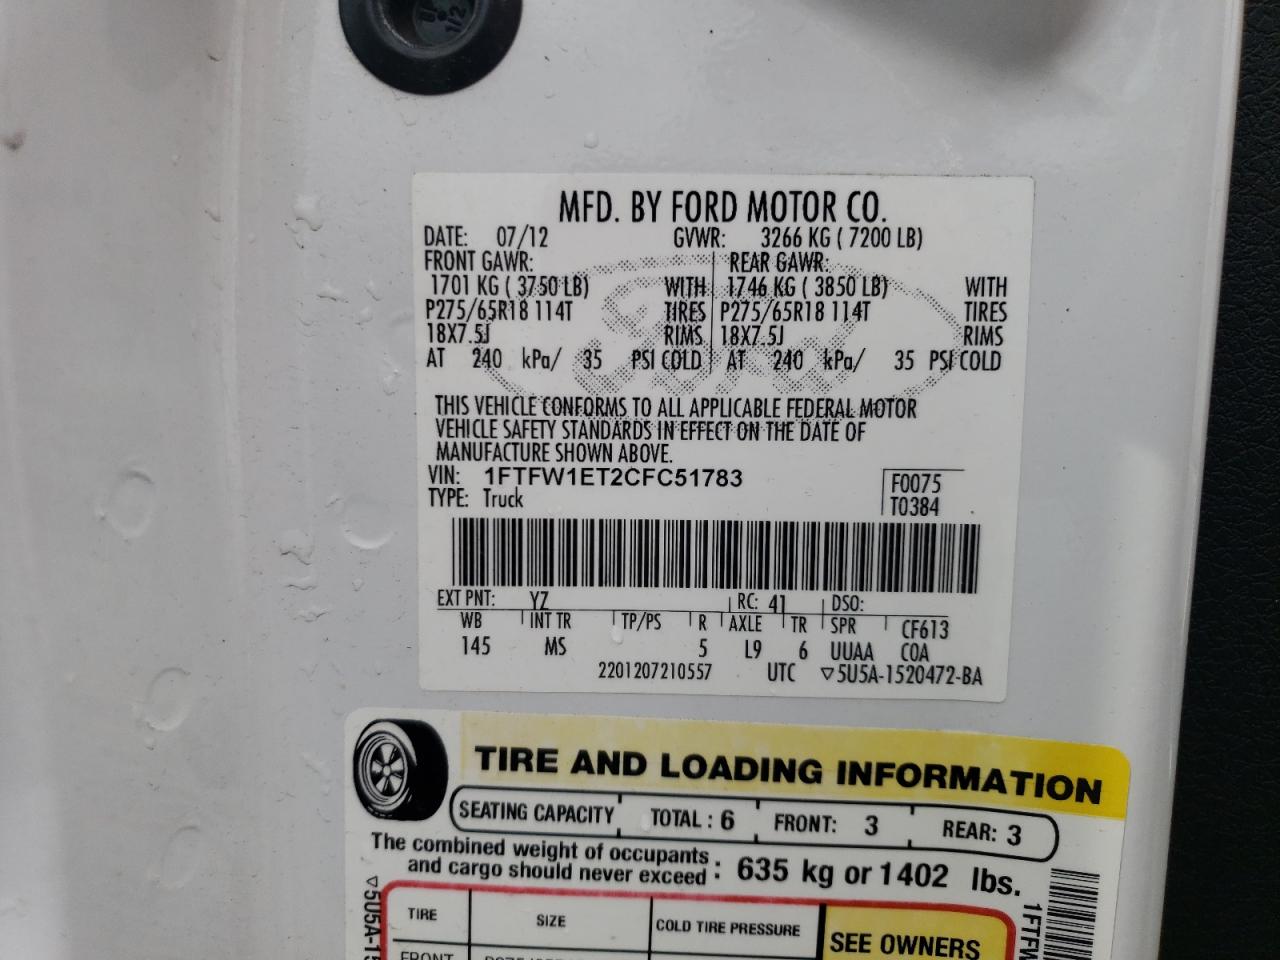 MFD. BY FORD MOTOR CO.
DATE: 07/12 GVWR: 3266 KG ( 7200 LB)
FRONT GAWR: REAR GAWR:
1701 KG ( 3750 LB) WITH 1746 KG ( 3850 LB) WITH
P275/65R18 114T TIRES P275/65R18 114T TIRES
18X7.5J RIMS 18X7.5J RIMS
AT 240 kPa/ 35 PSI COLD AT 240 kPa/ 35 PSI COLD
Ford
THIS VEHICLE CONFORMS TO ALL APPLICABLE FEDERAL MOTOR
VEHICLE SAFETY STANDARDS IN EFFECT ON THE DATE OF
MANUFACTURE SHOWN ABOVE.
VIN: 1FTFW1ET2CFC51783
TYPE: Truck
F0075
T0384
EXT PNT: YZ RC: 41 DSO:
WB INT TR TP/PS R AXLE TR SPR CF613
145 MS 5 L9 6 UUAA COA
2201207210557 UTC ▽5U5A-1520472-BA
TIRE AND LOADING INFORMATION
SEATING CAPACITY TOTAL : 6 FRONT: 3 REAR: 3
The combined weight of occupants
and cargo should never exceed : 635 kg or 1402 lbs.
TIRE SIZE COLD TIRE PRESSURE SEE OWNERS
FRONT
▽5U5A-15
1FTFW